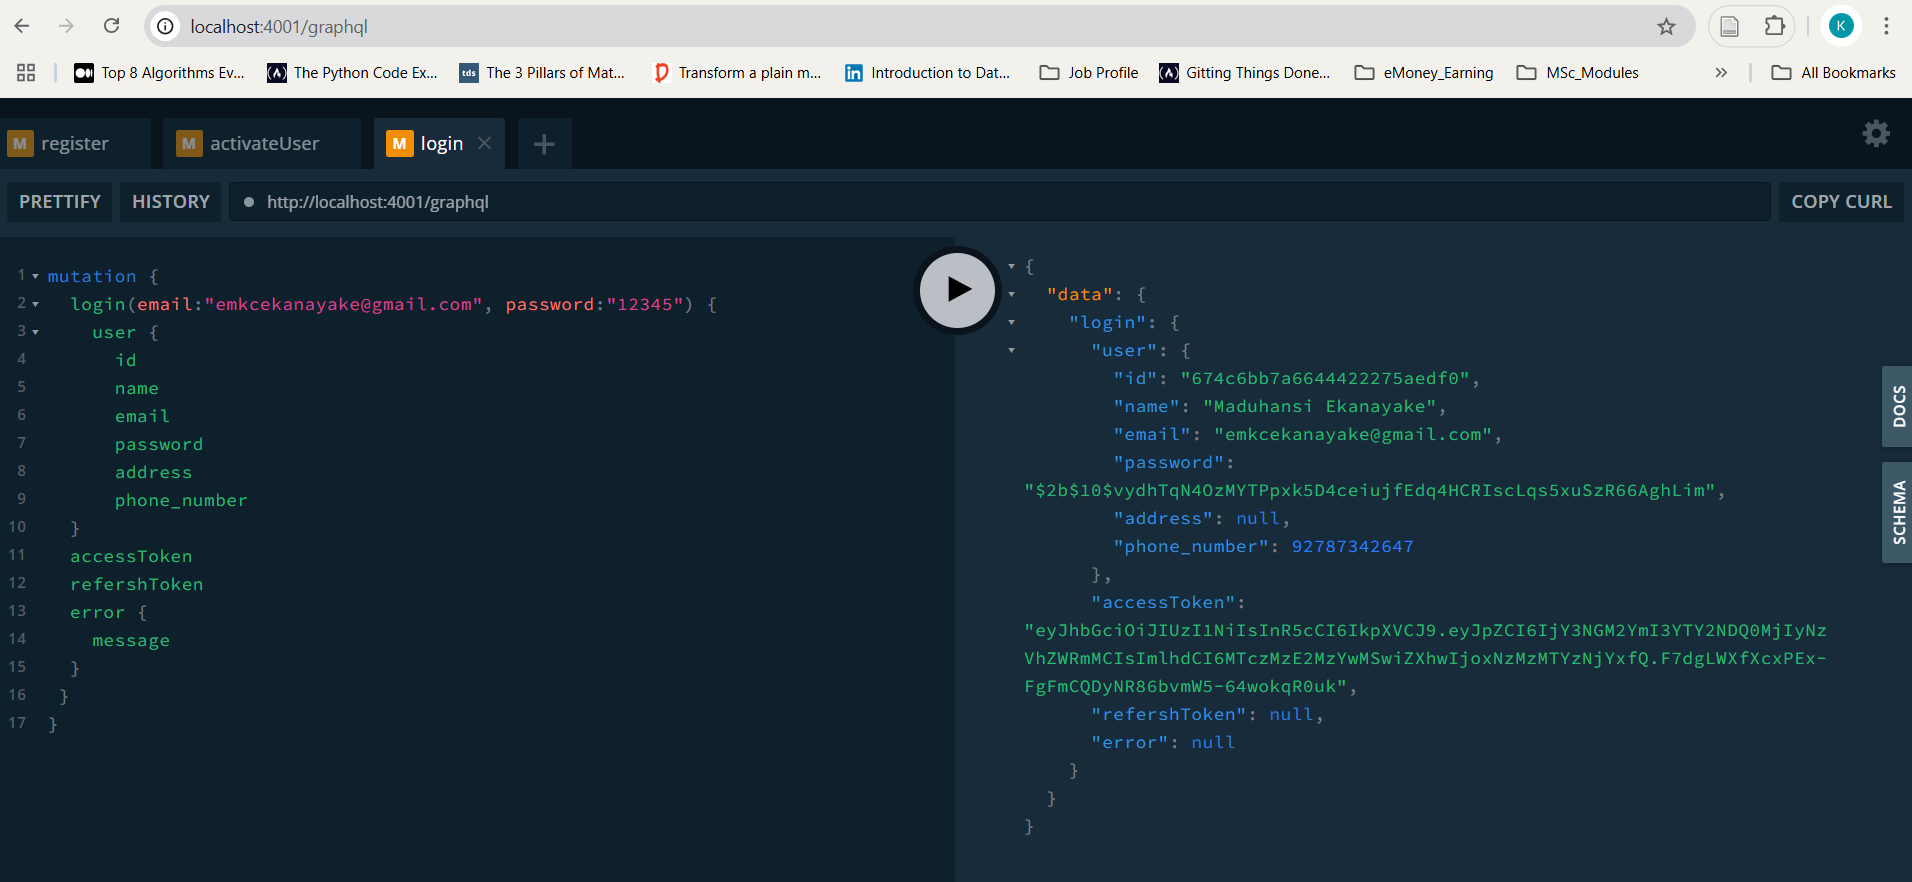 localhost:4001/graphql
K
Top 8 Algorithms Ev...
The Python Code Ex...
tds The 3 Pillars of Mat...
Transform a plain m...
in Introduction to Dat...
Job Profile
Gitting Things Done...
eMoney_Earning
MSc_Modules
»
All Bookmarks
M register
M activateUser
M login
PRETTIFY
HISTORY
http://localhost:4001/graphql
COPY CURL
1 mutation {
2 login(email:"emkcekanayake@gmail.com", password:"12345") {
3 user {
4 id
5 name
6 email
7 password
8 address
9 phone_number
10 }
11 accessToken
12 refershToken
13 error {
14 message
15 }
16 }
17 }
{
"data": {
"login": {
"user": {
"id": "674c6bb7a6644422275aedf0",
"name": "Maduhansi Ekanayake",
"email": "emkcekanayake@gmail.com",
"password":
"$2b$10$vydhTqN4OzMYTPpxk5D4ceiujfEdq4HCRIscLqs5xuSzR66AghLim",
"address": null,
"phone_number": 92787342647
},
"accessToken":
"eyJhbGciOiJIUzI1NiIsInR5cCI6IkpXVCJ9.eyJpZCI6IjY3NGM2YmI3YTY2NDQ0MjIyNz
VhZWRmMCIsImlhdCI6MTczMzE2MzYwMSwiZXhwIjoxNzMzMTYzNjYxfQ.F7dgLWXfXcxPEx-
FgFmCQDyNR86bvmW5-64wokqR0uk",
"refershToken": null,
"error": null
}
}
}
DOCS
SCHEMA